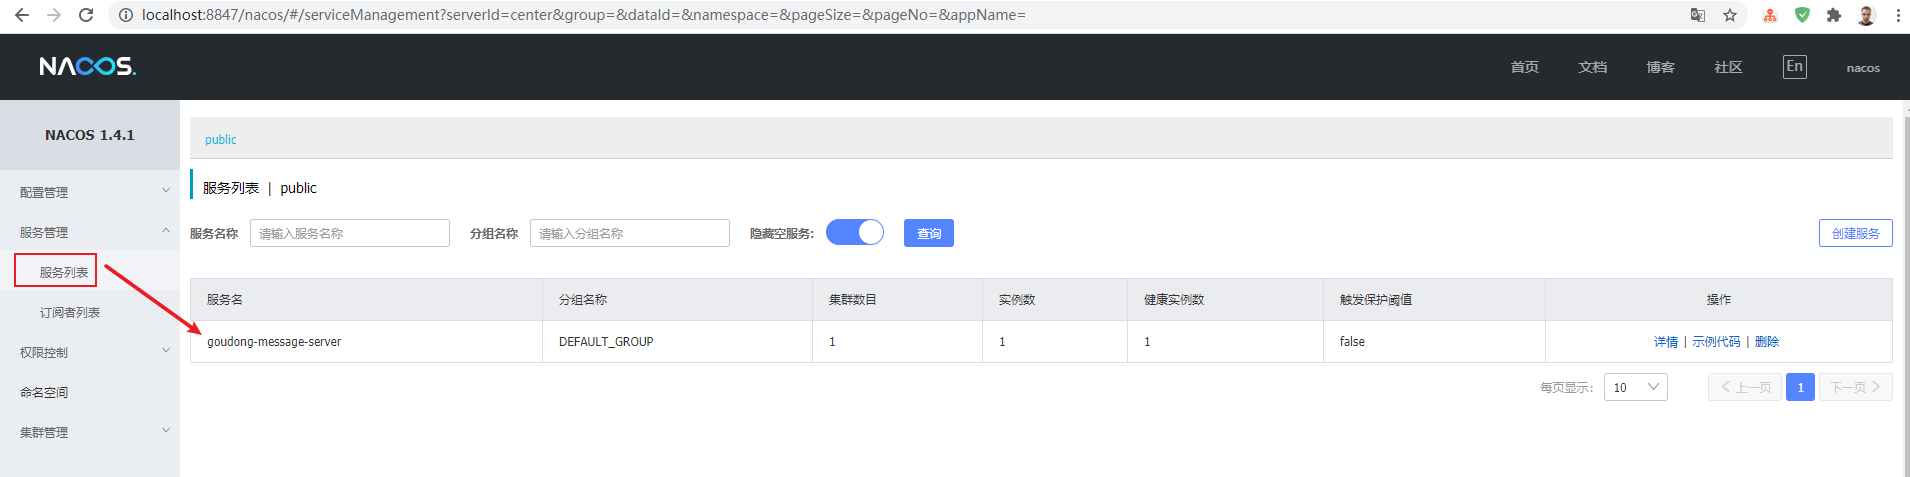 localhost:8847/nacos/#/serviceManagement?serverId=center&group=&dataId=&namespace=&pageSize=&pageNo=&appName=
NACOS.
首页 文档 博客 社区 En nacos
NACOS 1.4.1
配置管理
服务管理
服务列表
订阅者列表
权限控制
命名空间
集群管理
public
服务列表 | public
服务名称 请输入服务名称 分组名称 请输入分组名称 隐藏空服务: 查询 创建服务
服务名 分组名称 集群数目 实例数 健康实例数 触发保护阈值 操作
goudong-message-server DEFAULT_GROUP 1 1 1 false 详情 | 示例代码 | 删除
每页显示: 10 上一页 1 下一页